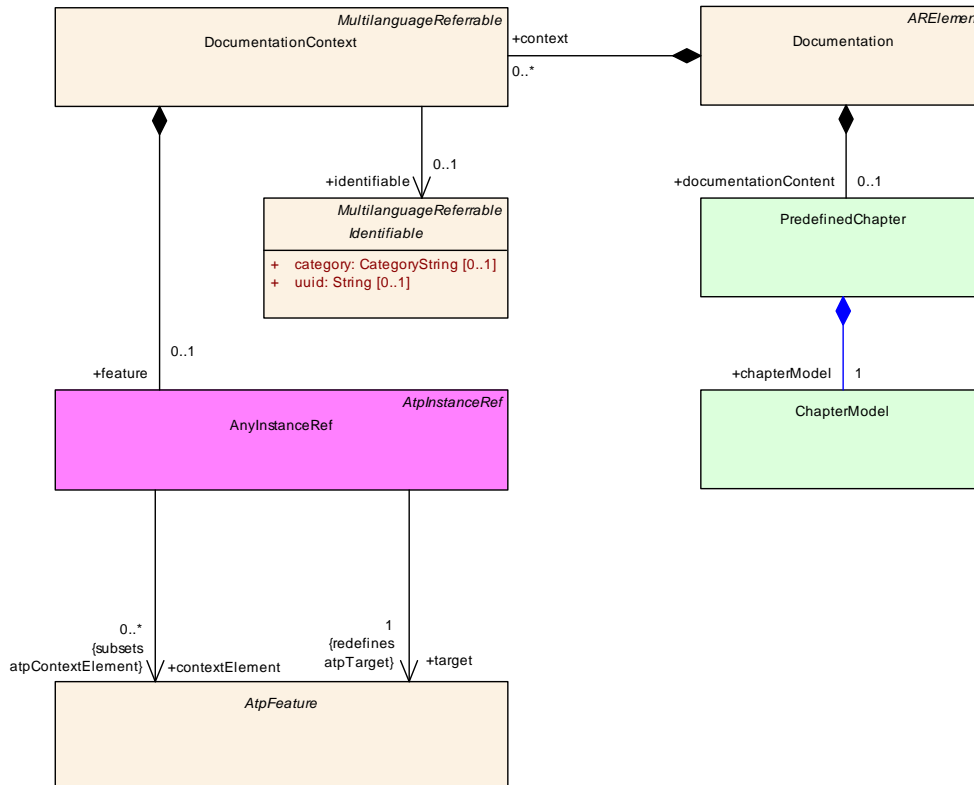 MultilanguageReferrable
DocumentationContext
+context
0..*
ARElemen
Documentation
0..1
+identifiable
+documentationContent
0..1
MultilanguageReferrable
Identifiable
+ category: CategoryString [0..1]
+ uuid: String [0..1]
PredefinedChapter
0..1
+feature
+chapterModel
1
AtpInstanceRef
AnyInstanceRef
ChapterModel
0..*
{subsets
atpContextElement}
+contextElement
1
{redefines
atpTarget}
+target
AtpFeature